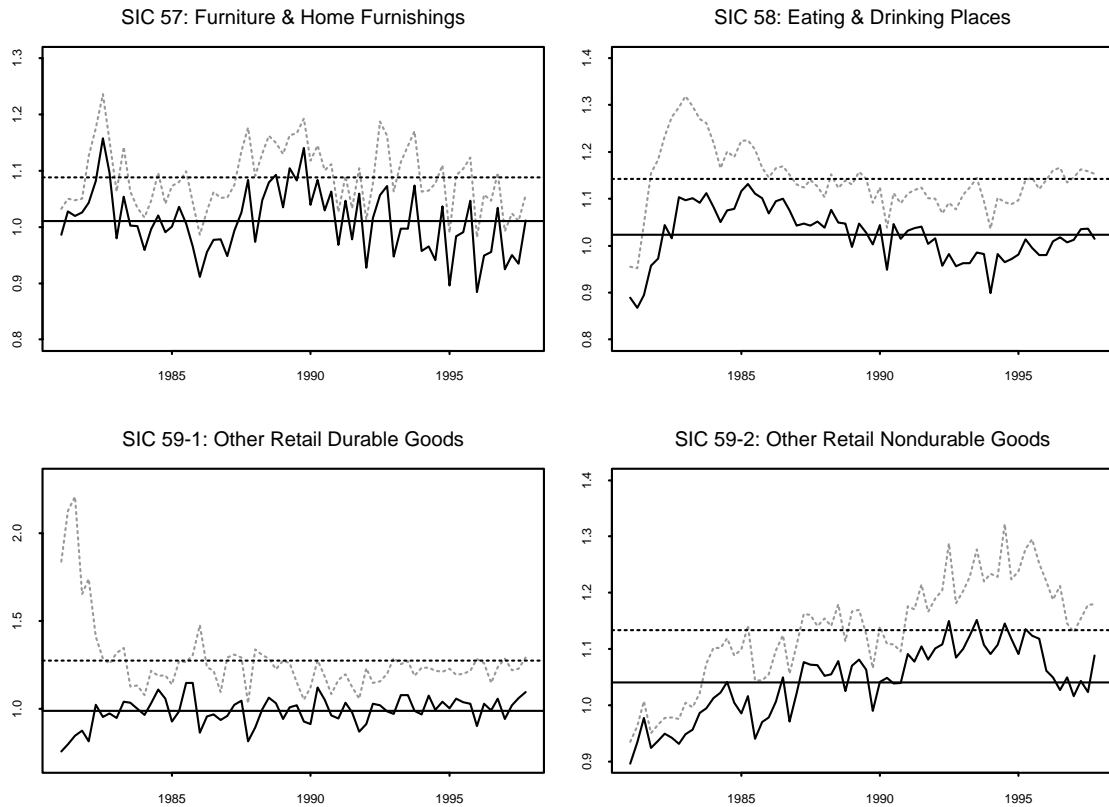 SIC 57: Furniture & Home Furnishings
0.8 0.9 1.0 1.1 1.2 1.3
1985 1990 1995
SIC 58: Eating & Drinking Places
0.8 0.9 1.0 1.1 1.2 1.3 1.4
1985 1990 1995
SIC 59-1: Other Retail Durable Goods
1.0 1.5 2.0
1985 1990 1995
SIC 59-2: Other Retail Nondurable Goods
0.9 1.0 1.1 1.2 1.3 1.4
1985 1990 1995